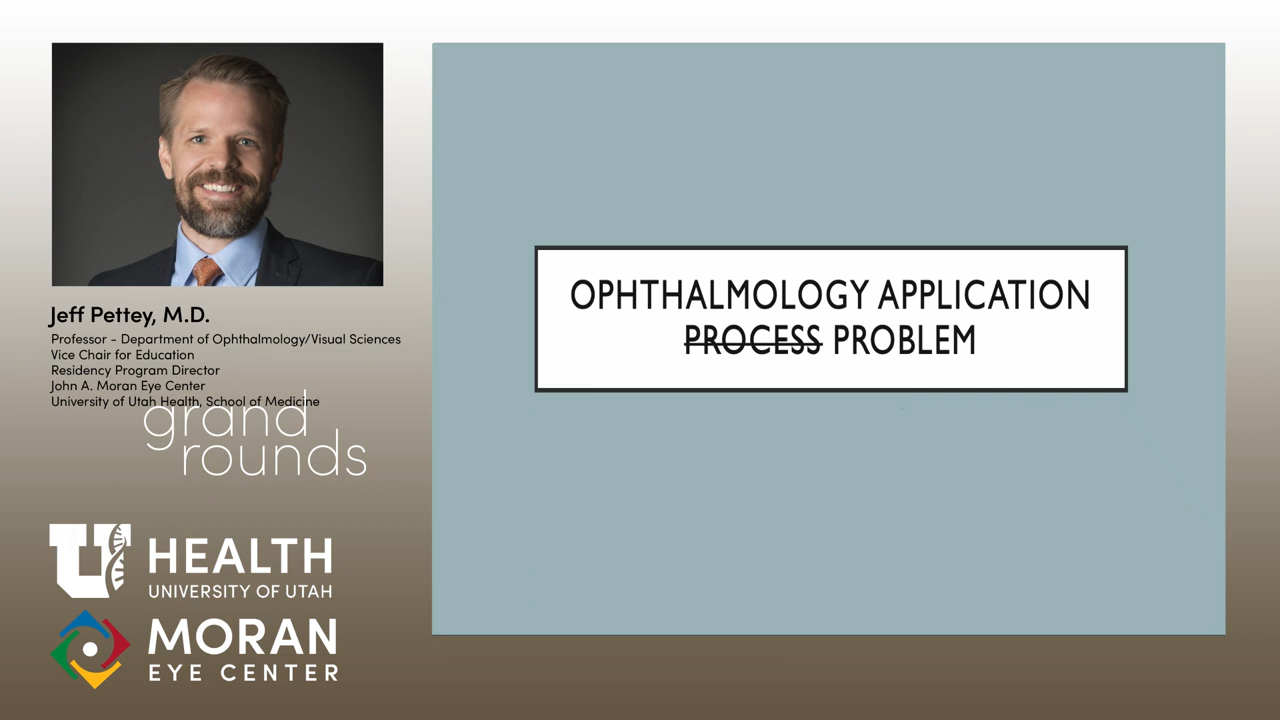 Jeff Pettey, M.D.
Professor - Department of Ophthalmology/Visual Sciences
Vice Chair for Education
Residency Program Director
John A. Moran Eye Center
University of Utah Health, School of Medicine
grand
rounds
U HEALTH
UNIVERSITY OF UTAH
MORAN
EYE CENTER
OPHTHALMOLOGY APPLICATION
PROCESS PROBLEM